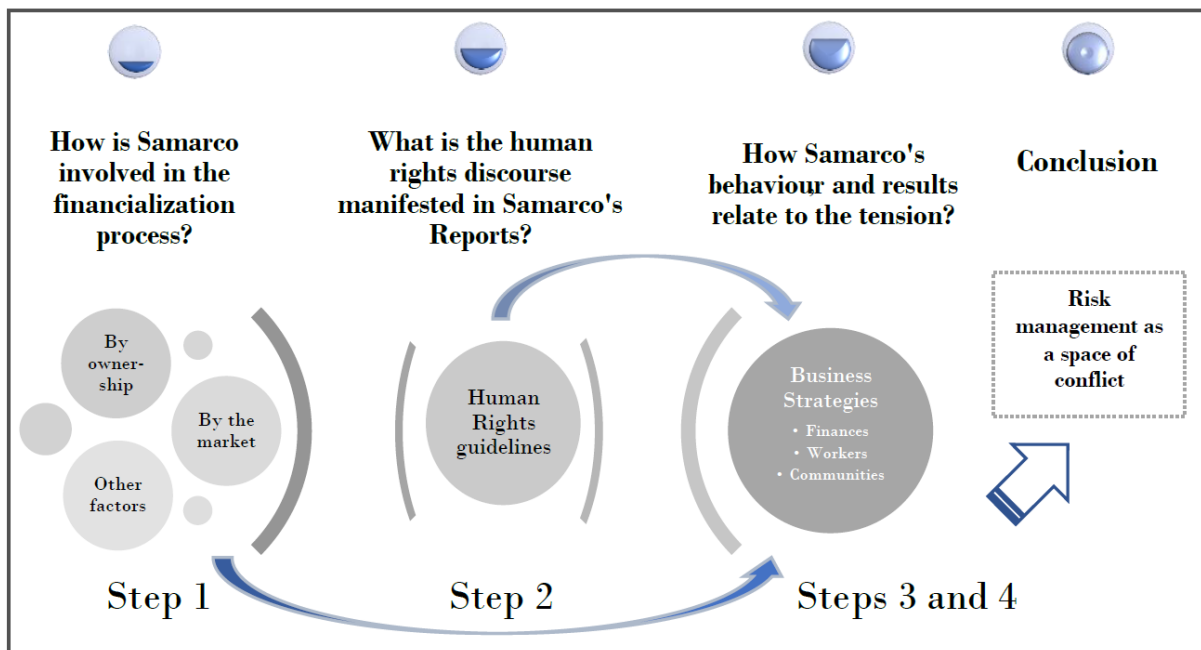 How is Samarco
involved in the
financialization
process?
What is the human
rights discourse
manifested in Samarco's
Reports?
How Samarco's
behaviour and results
relate to the tension?
Conclusion
By
owner-
ship
By the
market
Other
factors
Human
Rights
guidelines
Business
Strategies
• Finances
• Workers
• Communities
Risk
management as
a space of
conflict
Step 1
Step 2
Steps 3 and 4